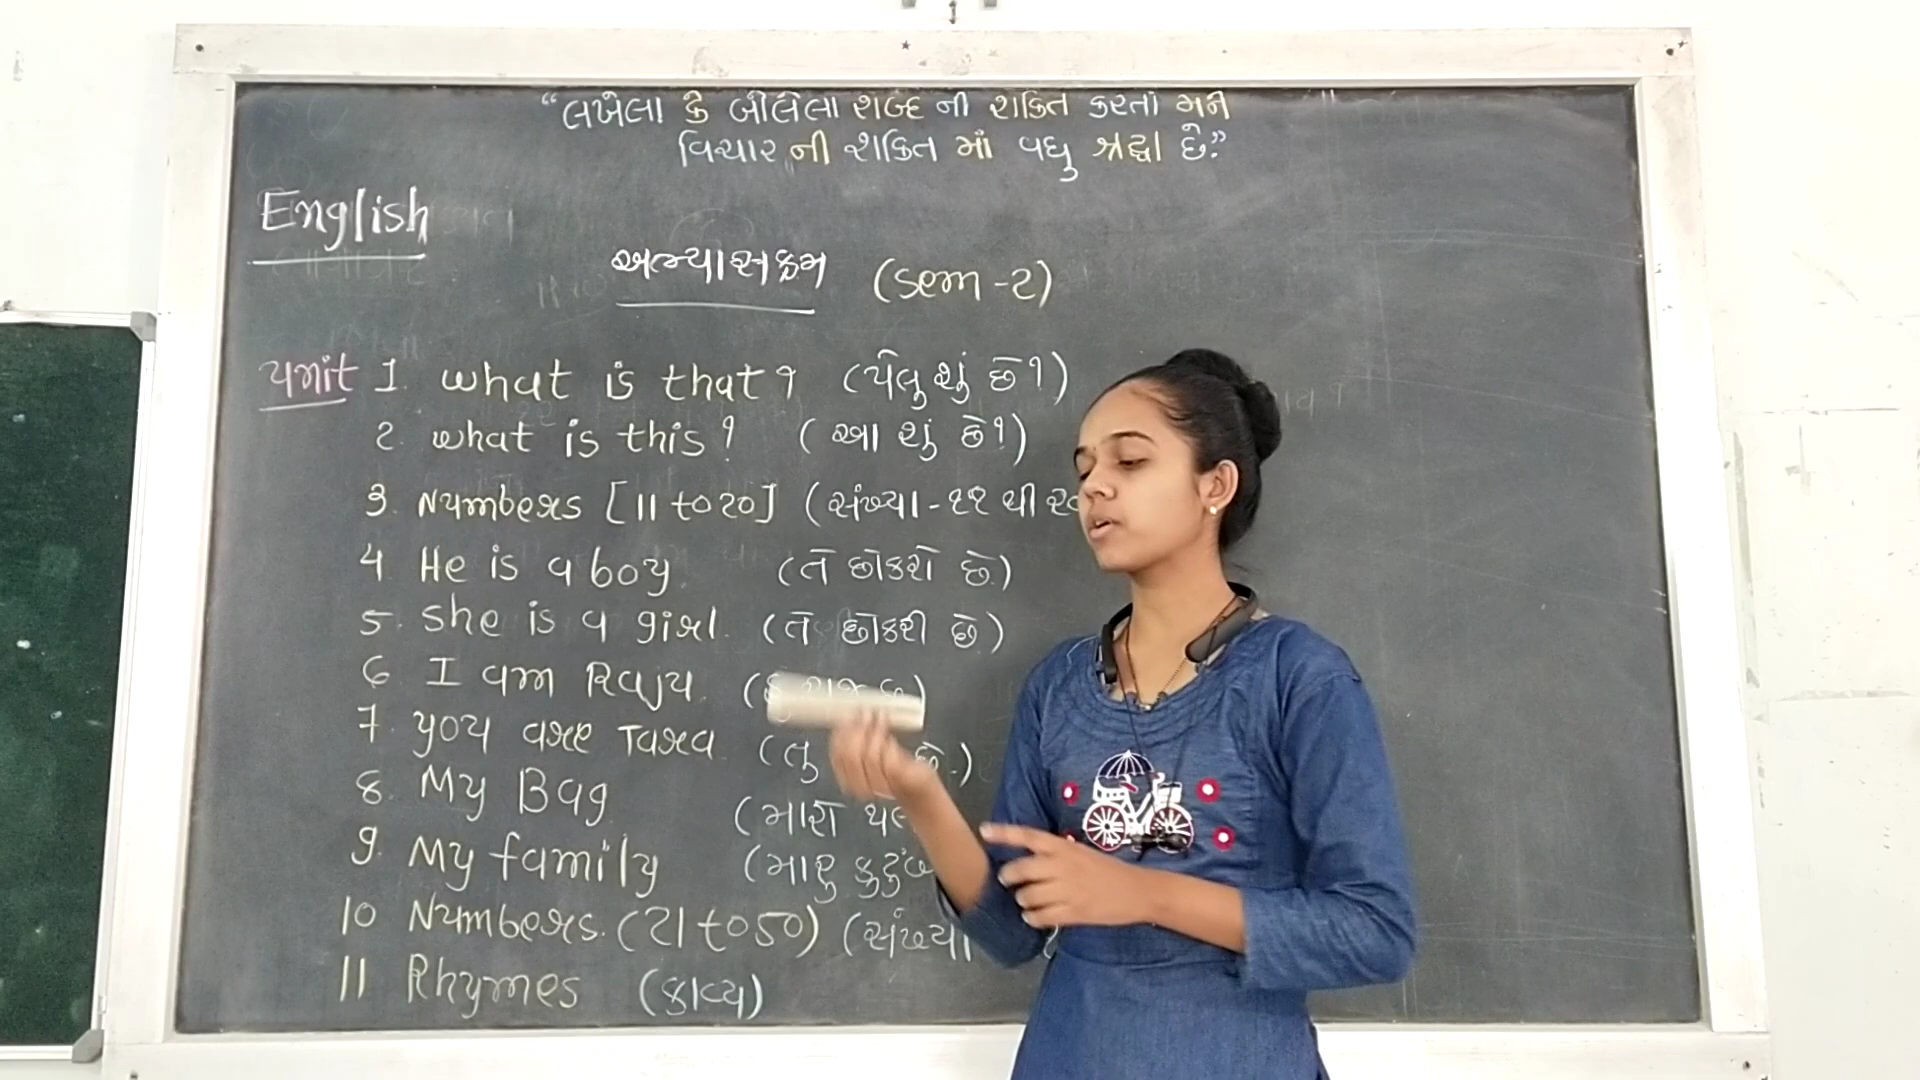 “લખેલા કે બોલેલા શબ્દ ની શકિત કરતાં મને
વિચાર ની શકિત માં વધુ શ્રદ્ધા છે.”
English
અભ્યાસક્રમ (sem-2)
યunit 1. what is that? (પેલુ શું છે?)
2. what is this? (આ શું છે?)
3. Numbers [11 to 20] (સંખ્યા - ૧૧ થી ૨૦
4 He is a boy. (તે છોકરો છે.)
5. she is a girl. (તે છોકરી છે.)
6 I am Raju. (
7. you are Tara. (તુ છે.)
8. My Bag (મારો
9. My family (મારુ કુટુંબ
10 Numbers. (21 to 50) (સંખ્યા
11 Rhymes (કાવ્ય)